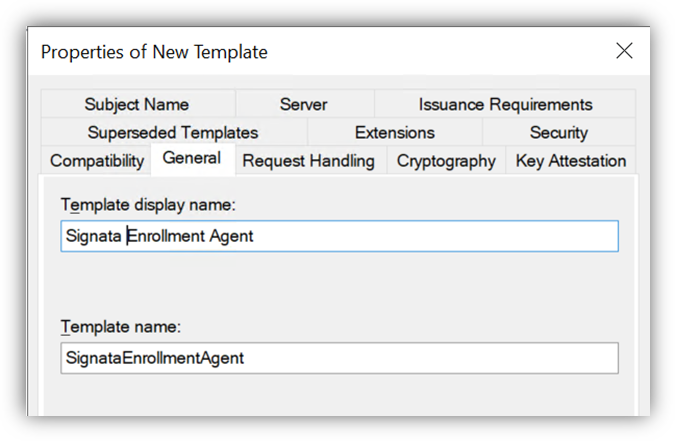 Properties of New Template
Subject Name Server Issuance Requirements
Superseded Templates Extensions Security
Compatibility General Request Handling Cryptography Key Attestation
Template display name:
Signata Enrollment Agent
Template name:
SignataEnrollmentAgent